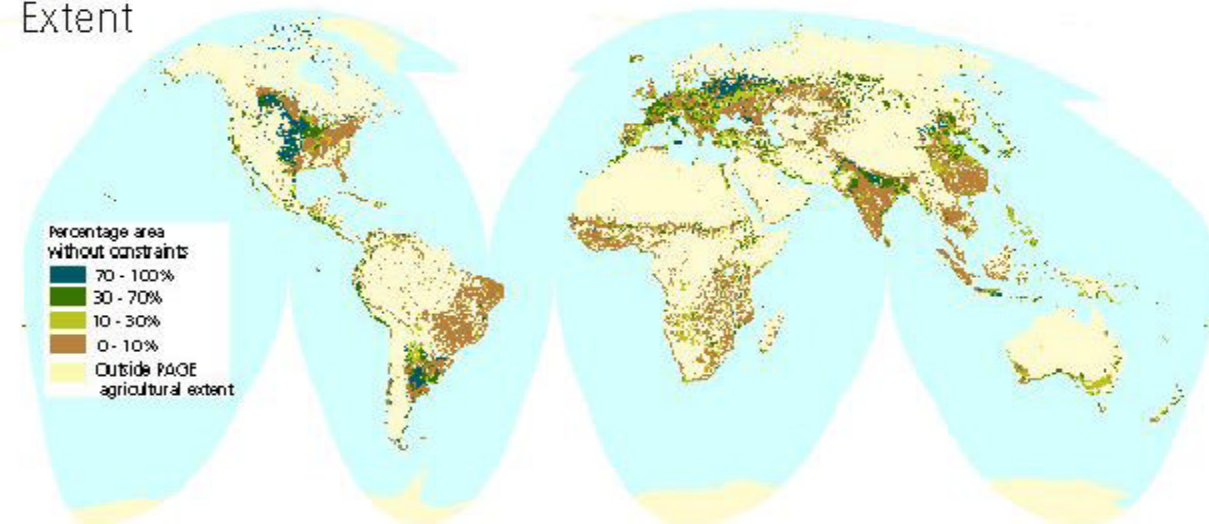 Extent
Percentage area
without constraints
70 - 100%
30 - 70%
10 - 30%
0 - 10%
Outside PAGE
agricultural extent